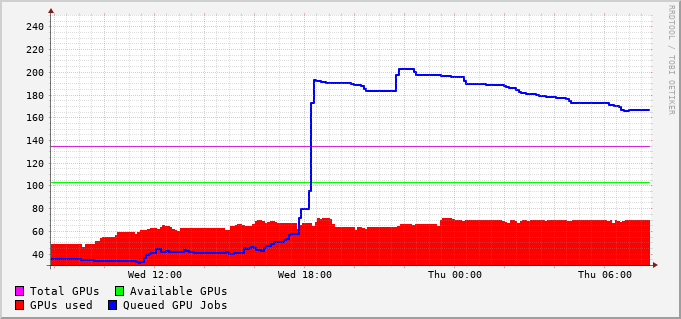 RRDTOOL / TOBI OETIKER
240
220
200
180
160
140
120
100
80
60
40
Wed 12:00 Wed 18:00 Thu 00:00 Thu 06:00
Total GPUs Available GPUs
GPUs used Queued GPU Jobs